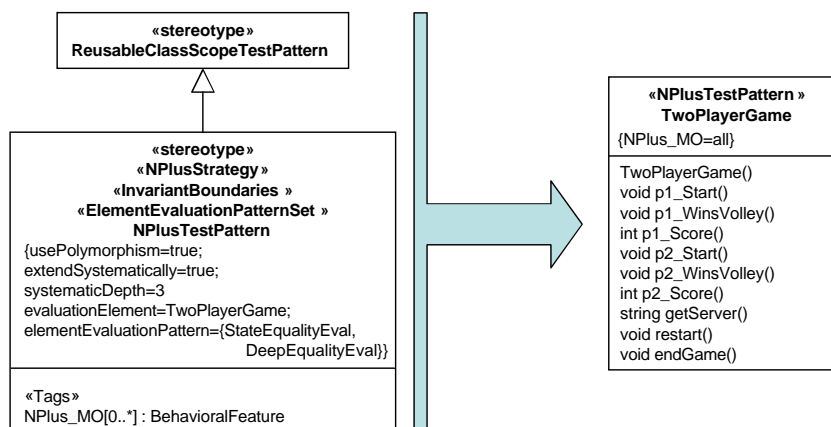 «stereotype»
ReusableClassScopeTestPattern
«stereotype»
«NPlusStrategy»
«InvariantBoundaries »
«ElementEvaluationPatternSet »
NPlusTestPattern
{usePolymorphism=true;
extendSystematically=true;
systematicDepth=3
evaluationElement=TwoPlayerGame;
elementEvaluationPattern={StateEqualityEval,
DeepEqualityEval}}
«Tags»
NPlus_MO[0..*] : BehavioralFeature
«NPlusTestPattern »
TwoPlayerGame
{NPlus_MO=all}
TwoPlayerGame()
void p1_Start()
void p1_WinsVolley()
int p1_Score()
void p2_Start()
void p2_WinsVolley()
int p2_Score()
string getServer()
void restart()
void endGame()